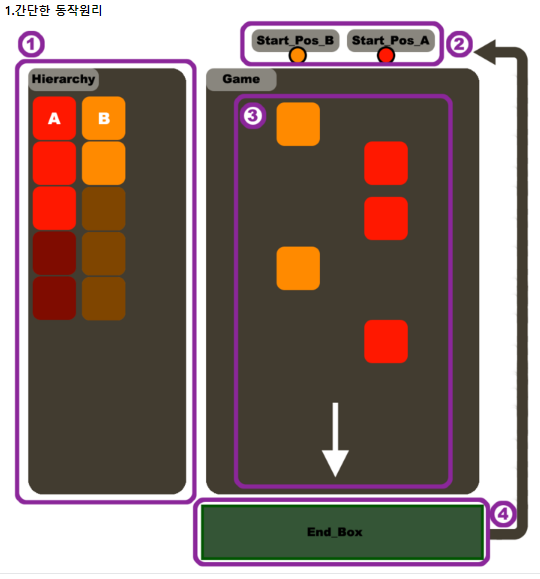 1.간단한 동작원리
1
Start_Pos_B Start_Pos_A
2
Hierarchy
Game
A B
3
4
End_Box